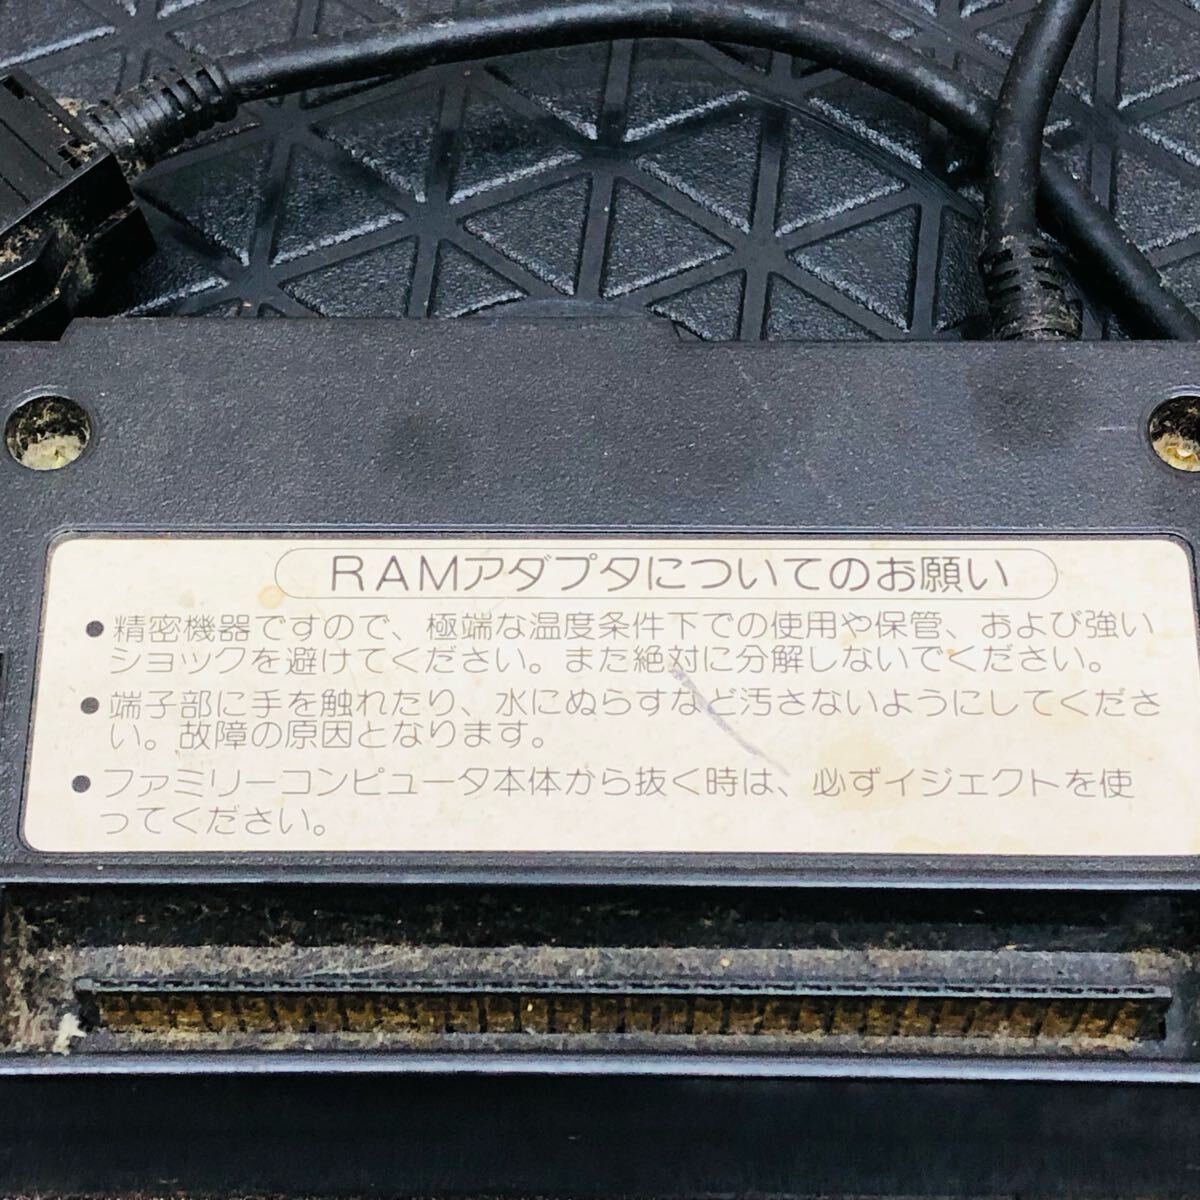 RAMアダプタについてのお願い
●精密機器ですので、極端な温度条件下での使用や保管、および強い
ショックを避けてください。また絶対に分解しないでください。
●端子部に手を触れたり、水にぬらすなど汚さないようにしてくださ
い。故障の原因となります。
●ファミリーコンピュータ本体から抜く時は、必ずイジェクトを使
ってください。